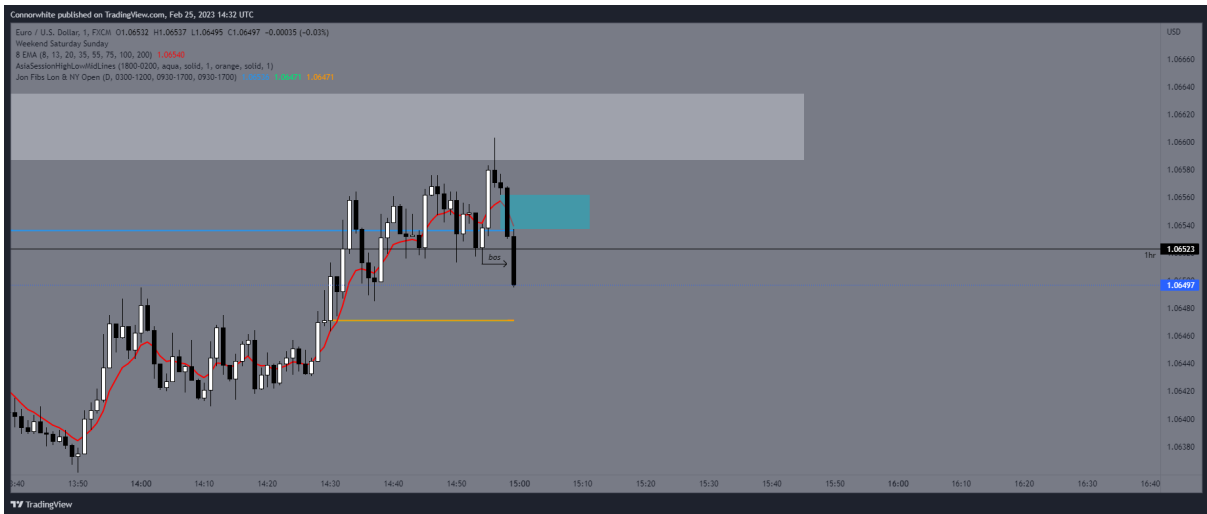 Connorwhite published on TradingView.com, Feb 25, 2023 14:32 UTC
Euro / U.S. Dollar, 1, FXCM O1.06532 H1.06537 L1.06495 C1.06497 −0.00035 (−0.03%)
Weekend Saturday Sunday
8 EMA (8, 13, 20, 35, 55, 75, 100, 200) 1.06540
AsiaSessionHighLowMidLines (1800-0200, aqua, solid, 1, orange, solid, 1)
Jon Fibs Lon & NY Open (D, 0300-1200, 0930-1700, 0930-1700) 1.06471 1.06471
USD
1.06660
1.06640
1.06620
1.06600
1.06580
1.06560
1.06540
1.06523
1hr
bos
1.06497
1.06480
1.06460
1.06440
1.06420
1.06400
1.06380
13:50 14:00 14:10 14:20 14:30 14:40 14:50 15:00 15:10 15:20 15:30 15:40 15:50 16:00 16:10 16:20 16:30 16:40
TradingView